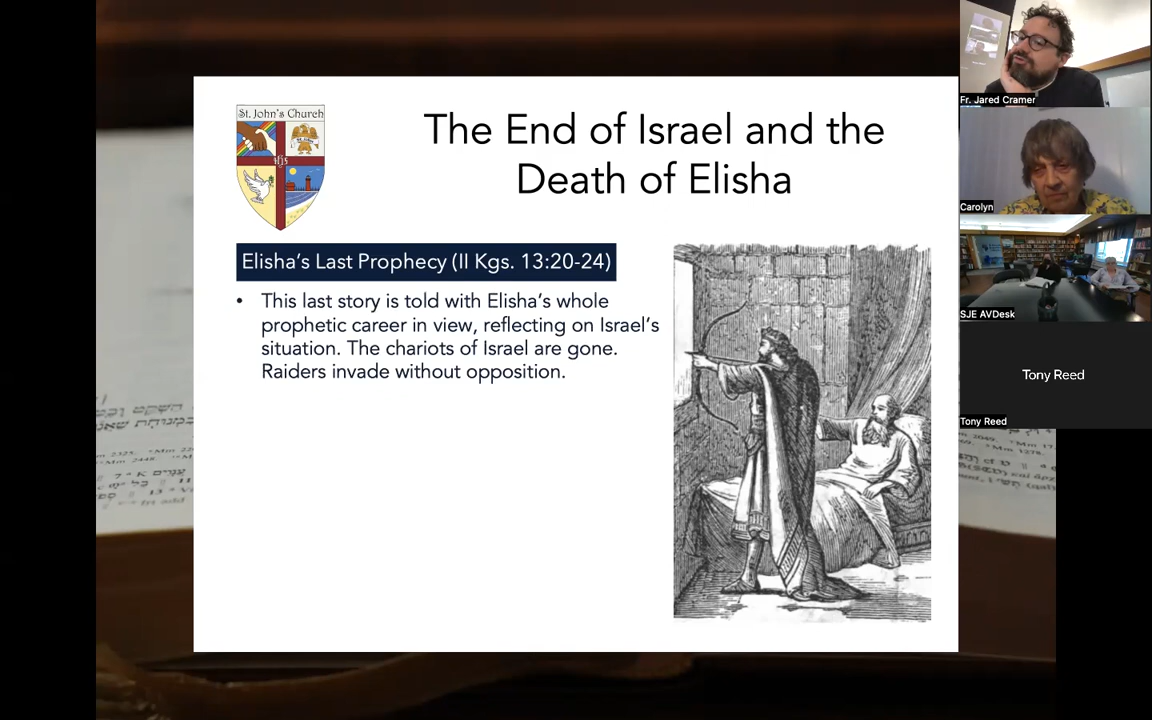 St. John's Church
The End of Israel and the
Death of Elisha
Elisha's Last Prophecy (II Kgs. 13:20-24)
• This last story is told with Elisha's whole
prophetic career in view, reflecting on Israel's
situation. The chariots of Israel are gone.
Raiders invade without opposition.
Fr. Jared Cramer
Carolyn
SJE AVDesk
Tony Reed
Tony Reed